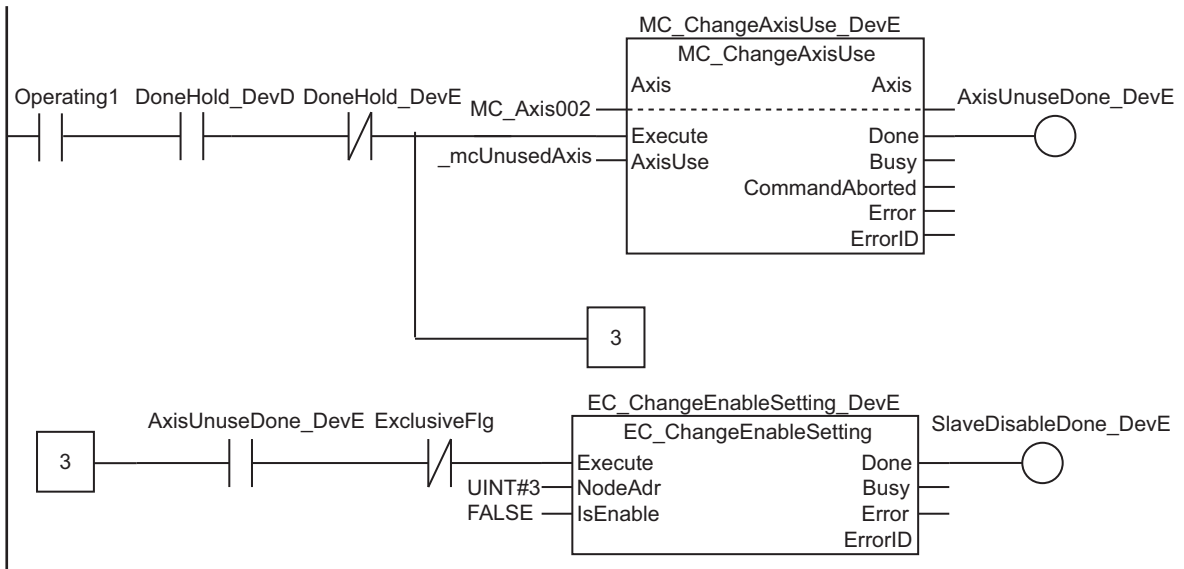 MC_ChangeAxisUse_DevE
MC_ChangeAxisUse
Axis Axis
Operating1 DoneHold_DevD DoneHold_DevE
MC_Axis002
AxisUnuseDone_DevE
Execute Done
_mcUnusedAxis AxisUse Busy
CommandAborted
Error
ErrorID
3
EC_ChangeEnableSetting_DevE
AxisUnuseDone_DevE ExclusiveFlg
EC_ChangeEnableSetting
SlaveDisableDone_DevE
3
Execute Done
UINT#3 NodeAdr Busy
FALSE IsEnable Error
ErrorID